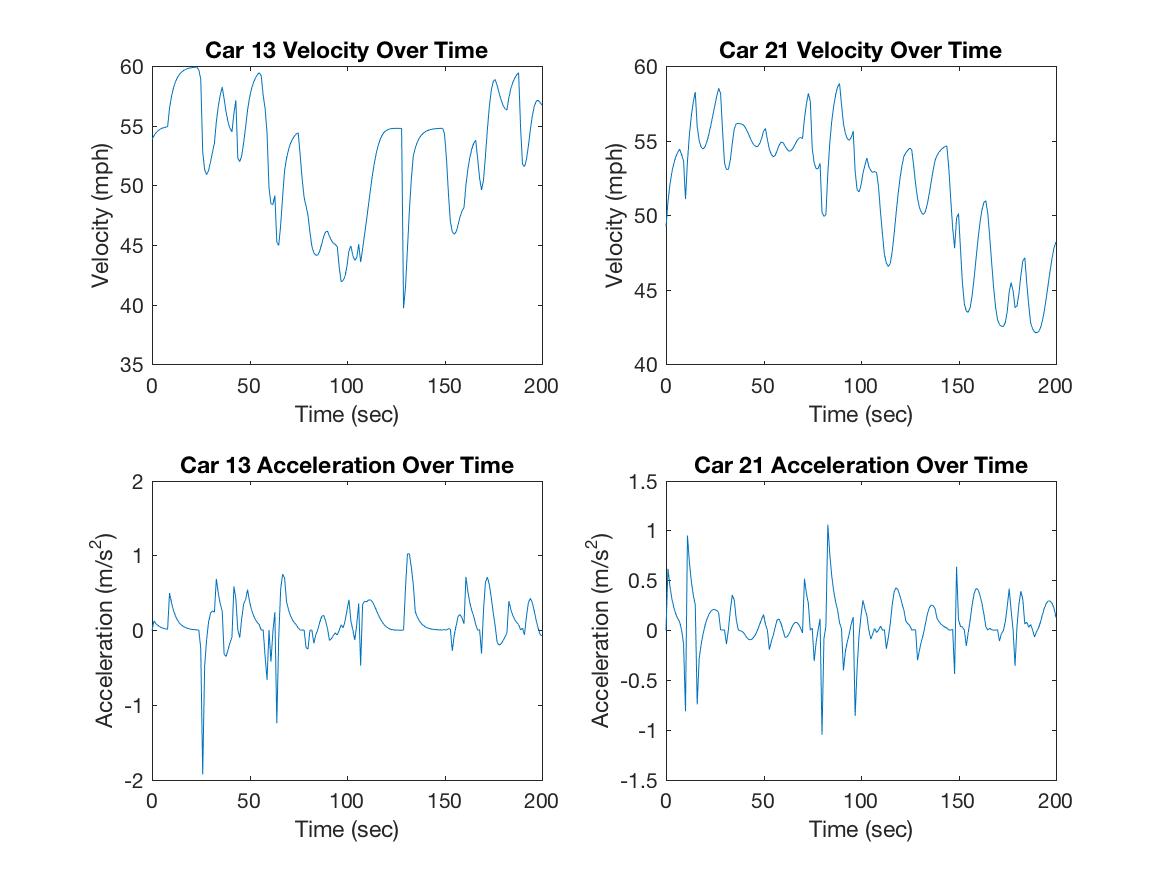 Car 13 Velocity Over Time
60
55
50
45
40
35
Velocity (mph)
0 50 100 150 200
Time (sec)
Car 21 Velocity Over Time
60
55
50
45
40
Velocity (mph)
0 50 100 150 200
Time (sec)
Car 13 Acceleration Over Time
2
1
0
-1
-2
Acceleration (m/s²)
0 50 100 150 200
Time (sec)
Car 21 Acceleration Over Time
1.5
1
0.5
0
-0.5
-1
-1.5
Acceleration (m/s²)
0 50 100 150 200
Time (sec)